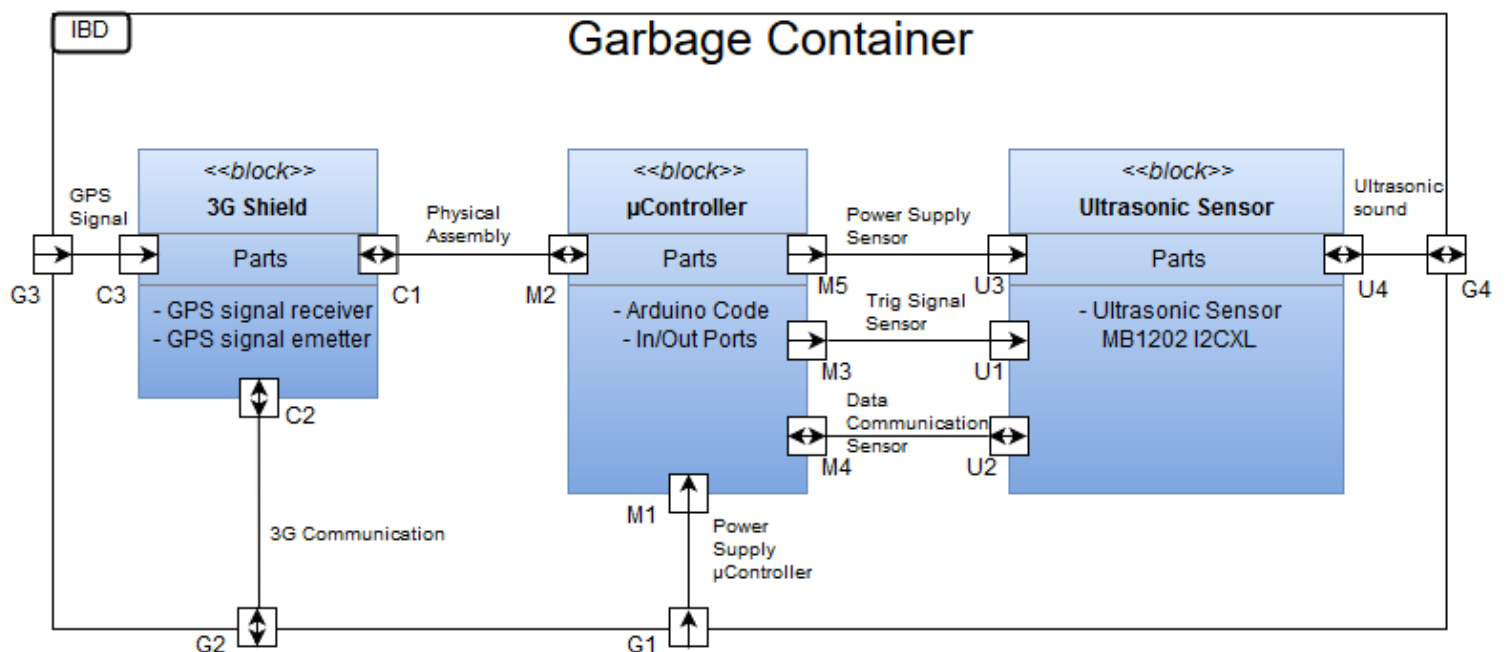 IBD
Garbage Container
<<block>>
3G Shield
Parts
- GPS signal receiver
- GPS signal emetter
<<block>>
µController
Parts
- Arduino Code
- In/Out Ports
<<block>>
Ultrasonic Sensor
Parts
- Ultrasonic Sensor
MB1202 I2CXL
GPS
Signal
Physical
Assembly
Power Supply
Sensor
Ultrasonic
sound
G3
C3
C1
M2
M5
U3
U4
G4
Trig Signal
Sensor
M3
U1
Data
Communication
Sensor
M4
U2
C2
M1
3G Communication
Power
Supply
µController
G2
G1